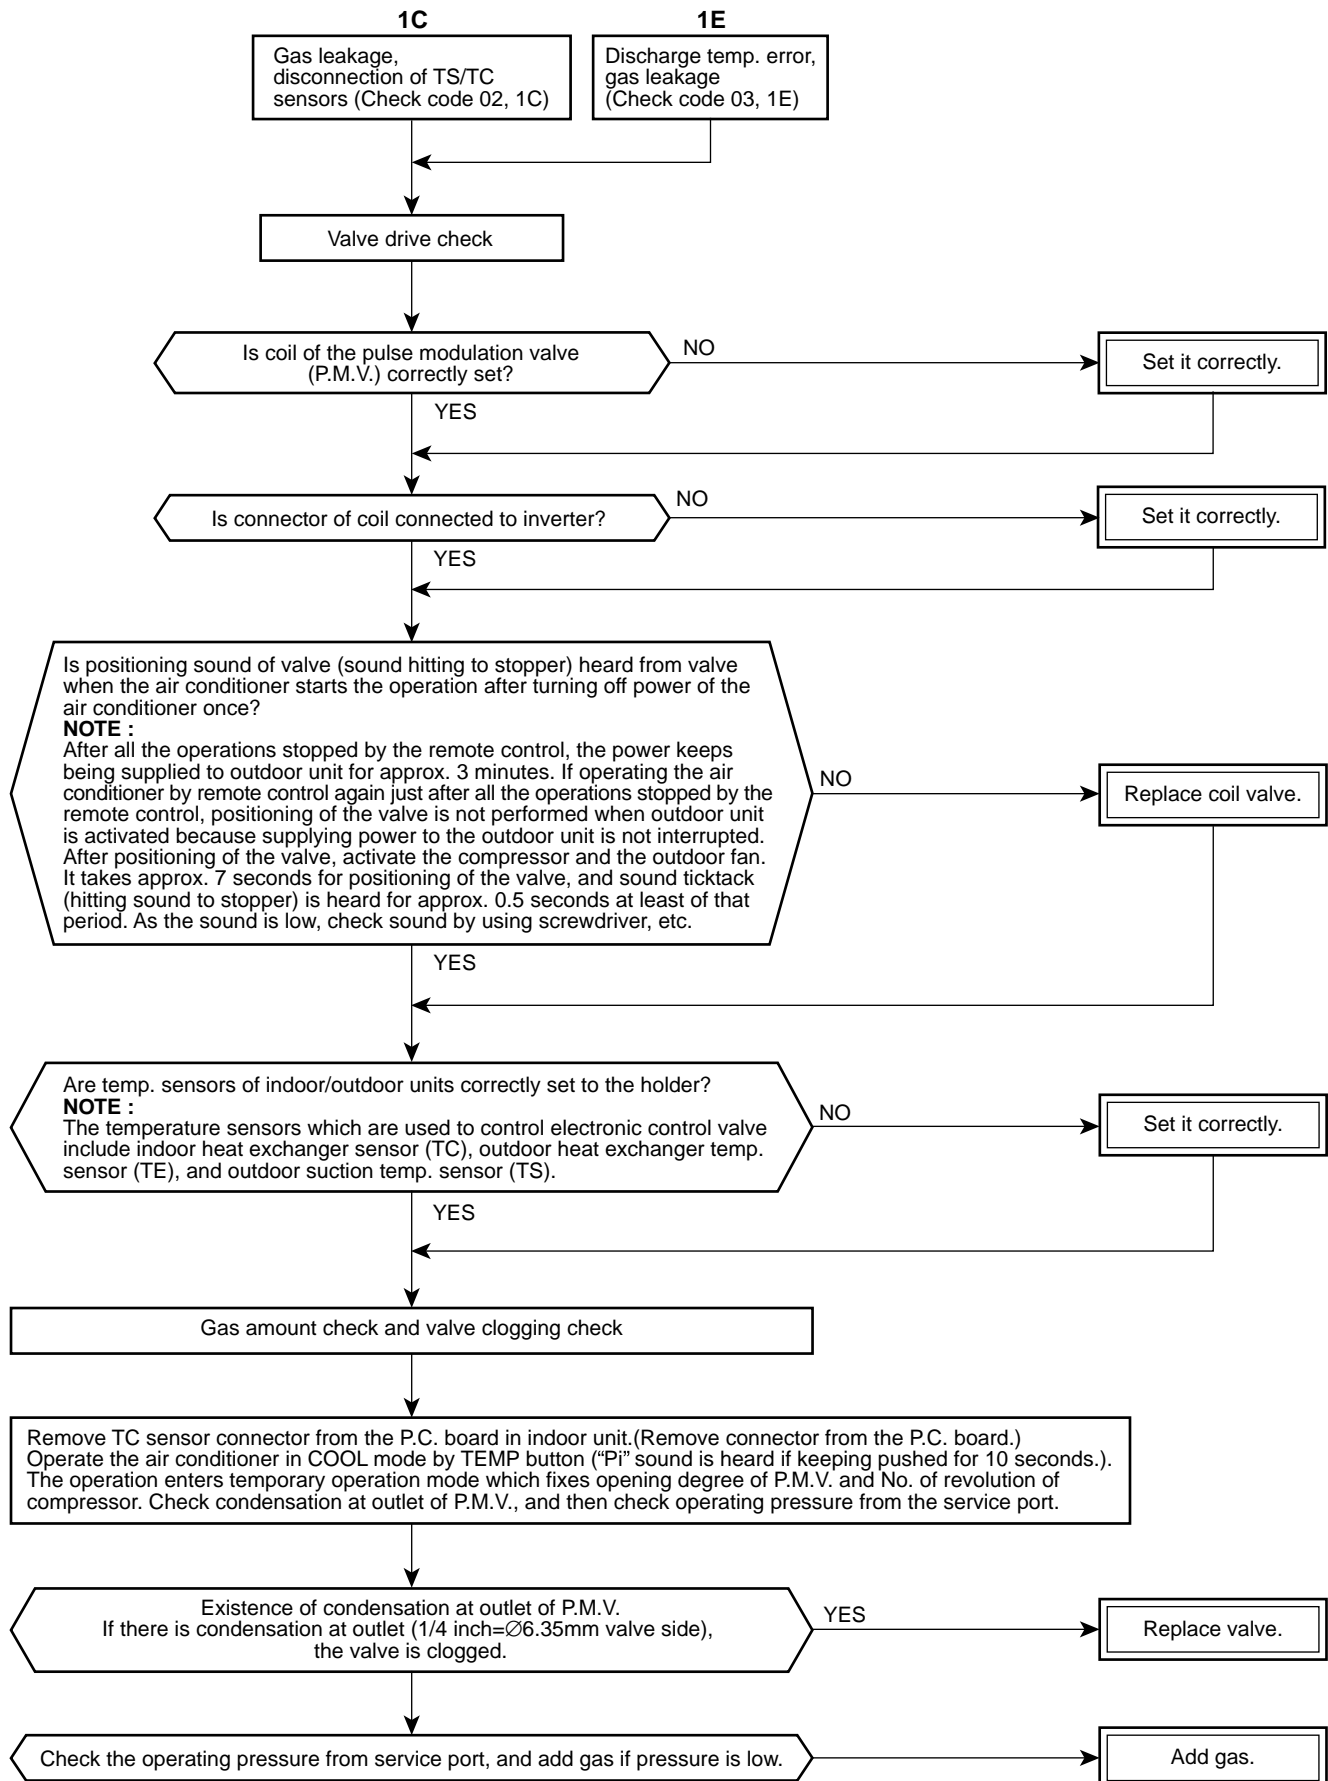 1C
1E
Gas leakage,
disconnection of TS/TC
sensors (Check code 02, 1C)
Discharge temp. error,
gas leakage
(Check code 03, 1E)
Valve drive check
Is coil of the pulse modulation valve
(P.M.V.) correctly set?
NO
Set it correctly.
YES
Is connector of coil connected to inverter?
NO
Set it correctly.
YES
Is positioning sound of valve (sound hitting to stopper) heard from valve
when the air conditioner starts the operation after turning off power of the
air conditioner once?
NOTE :
After all the operations stopped by the remote control, the power keeps
being supplied to outdoor unit for approx. 3 minutes. If operating the air
conditioner by remote control again just after all the operations stopped by the
remote control, positioning of the valve is not performed when outdoor unit
is activated because supplying power to the outdoor unit is not interrupted.
After positioning of the valve, activate the compressor and the outdoor fan.
It takes approx. 7 seconds for positioning of the valve, and sound ticktack
(hitting sound to stopper) is heard for approx. 0.5 seconds at least of that
period. As the sound is low, check sound by using screwdriver, etc.
NO
Replace coil valve.
YES
Are temp. sensors of indoor/outdoor units correctly set to the holder?
NOTE :
The temperature sensors which are used to control electronic control valve
include indoor heat exchanger sensor (TC), outdoor heat exchanger temp.
sensor (TE), and outdoor suction temp. sensor (TS).
NO
Set it correctly.
YES
Gas amount check and valve clogging check
Remove TC sensor connector from the P.C. board in indoor unit.(Remove connector from the P.C. board.)
Operate the air conditioner in COOL mode by TEMP button (“Pi” sound is heard if keeping pushed for 10 seconds.).
The operation enters temporary operation mode which fixes opening degree of P.M.V. and No. of revolution of
compressor. Check condensation at outlet of P.M.V., and then check operating pressure from the service port.
Existence of condensation at outlet of P.M.V.
If there is condensation at outlet (1/4 inch=∅6.35mm valve side),
the valve is clogged.
YES
Replace valve.
Check the operating pressure from service port, and add gas if pressure is low.
Add gas.